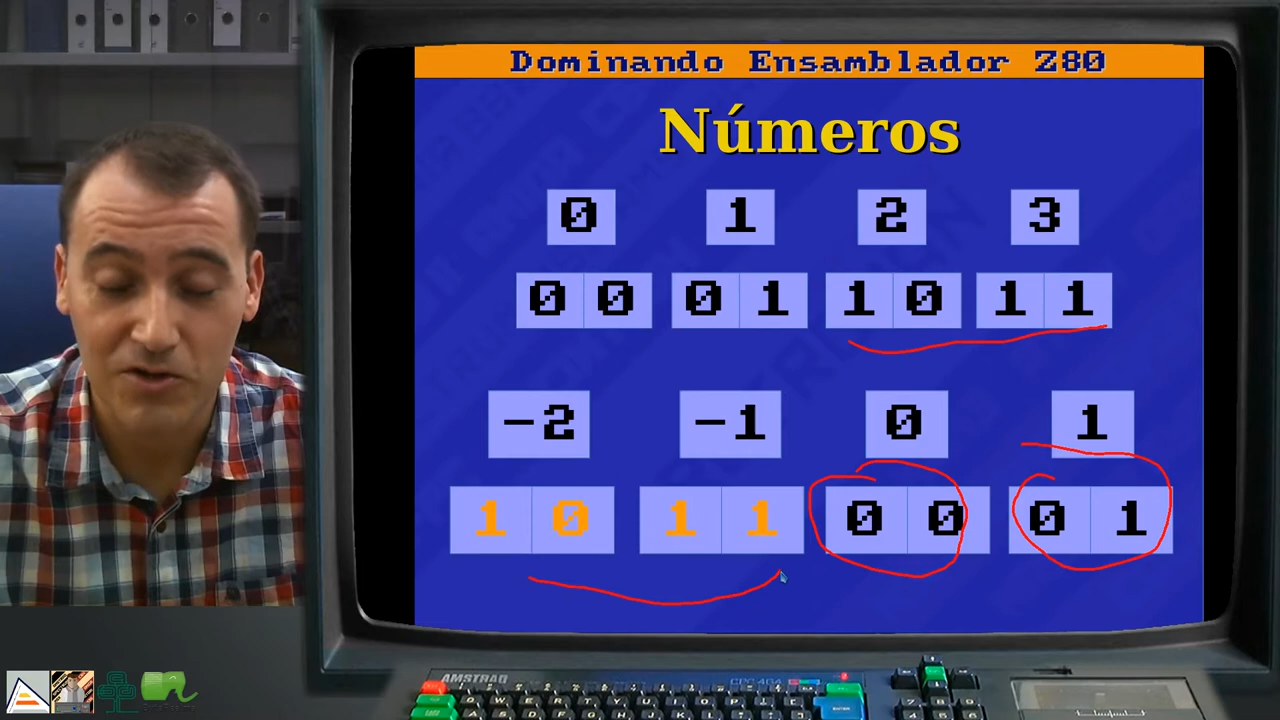 Dominando Ensamblador Z80
Números
0 1 2 3
0 0 0 1 1 0 1 1
-2 -1 0 1
1 0 1 1 0 0 0 1
AMSTRAD